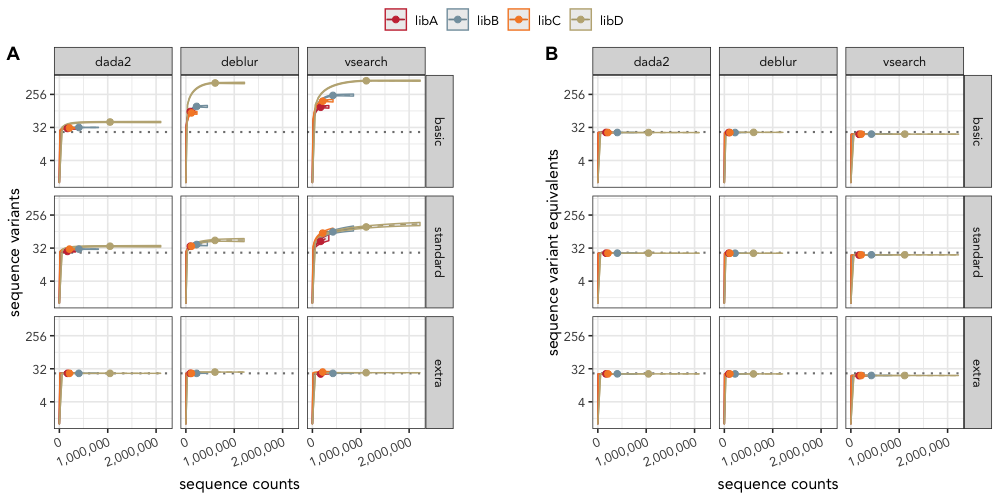 libA libB libC libD
A
dada2 deblur vsearch
sequence variants
256
32
4
basic
256
32
4
standard
256
32
4
extra
0 1,000,000 2,000,000 0 1,000,000 2,000,000 0 1,000,000 2,000,000
sequence counts
B
dada2 deblur vsearch
sequence variant equivalents
256
32
4
basic
256
32
4
standard
256
32
4
extra
0 1,000,000 2,000,000 0 1,000,000 2,000,000 0 1,000,000 2,000,000
sequence counts